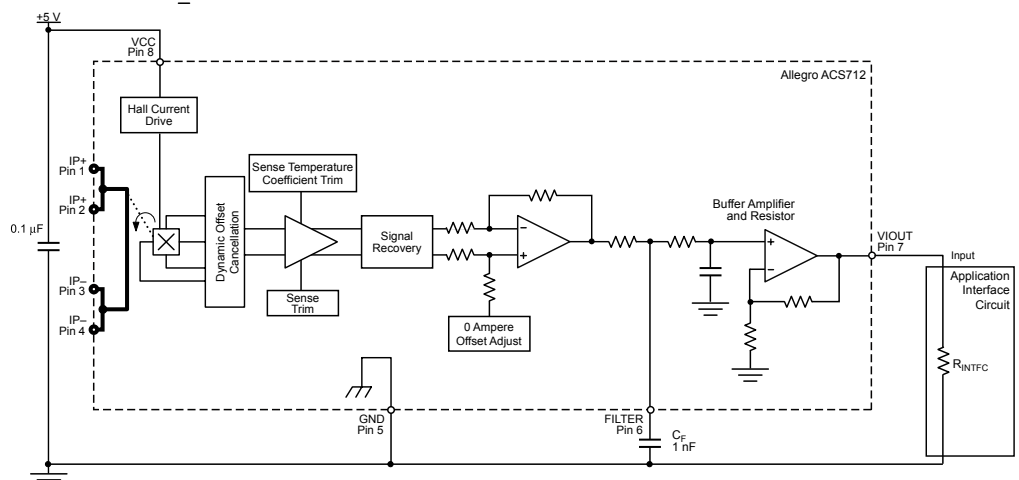 +5 V
VCC
Pin 8
Allegro ACS712
Hall Current
Drive
IP+
Pin 1
IP+
Pin 2
IP–
Pin 3
IP–
Pin 4
0.1 μF
Dynamic Offset
Cancellation
Sense Temperature
Coefficient Trim
Sense
Trim
Signal
Recovery
0 Ampere
Offset Adjust
Buffer Amplifier
and Resistor
VIOUT
Pin 7
Input
Application
Interface
Circuit
RINTFC
GND
Pin 5
FILTER
Pin 6
CF
1 nF